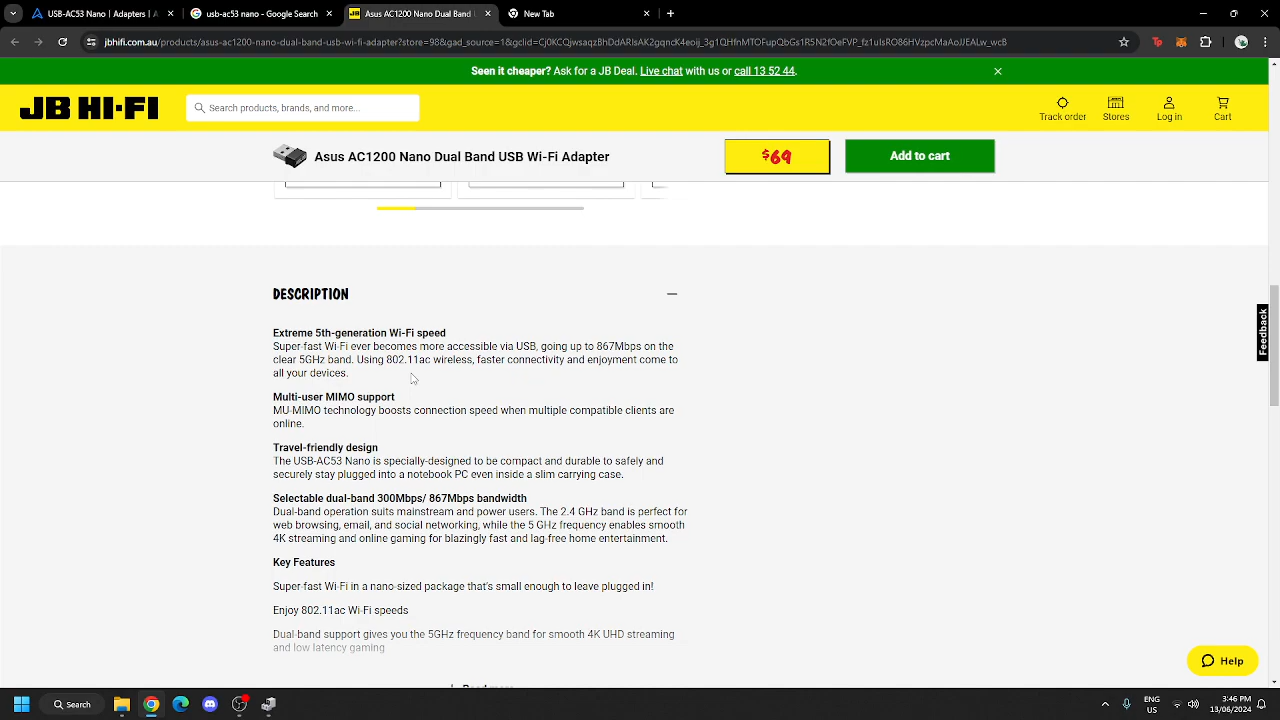 USB-AC53 Nano | Adapters | A
usb-ac53 nano - Google Search
Asus AC1200 Nano Dual Band
New Tab
Seen it cheaper? Ask for a JB Deal. Live chat with us or call 13 52 44.
JB HI-FI
Search products, brands, and more...
Track order
Stores
Log in
Cart
Asus AC1200 Nano Dual Band USB Wi-Fi Adapter
$69
Add to cart
DESCRIPTION
Extreme 5th-generation Wi-Fi speed
Super-fast Wi-Fi ever becomes more accessible via USB, going up to 867Mbps on the
clear 5GHz band. Using 802.11ac wireless, faster connectivity and enjoyment come to
all your devices.
Multi-user MIMO support
MU-MIMO technology boosts connection speed when multiple compatible clients are
online.
Travel-friendly design
The USB-AC53 Nano is specially-designed to be compact and durable to safely and
securely stay plugged into a notebook PC even inside a slim carrying case.
Selectable dual-band 300Mbps/ 867Mbps bandwidth
Dual-band operation suits mainstream and power users. The 2.4 GHz band is perfect for
web browsing, email, and social networking, while the 5 GHz frequency enables smooth
4K streaming and online gaming for blazingly fast and lag-free home entertainment.
Key Features
Super-fast Wi-Fi in a nano-sized package that's small enough to leave plugged in!
Enjoy 802.11ac Wi-Fi speeds
Dual-band support gives you the 5GHz frequency band for smooth 4K UHD streaming
and low latency gaming
Feedback
Help
Search
ENG
US
3:46 PM
13/06/2024